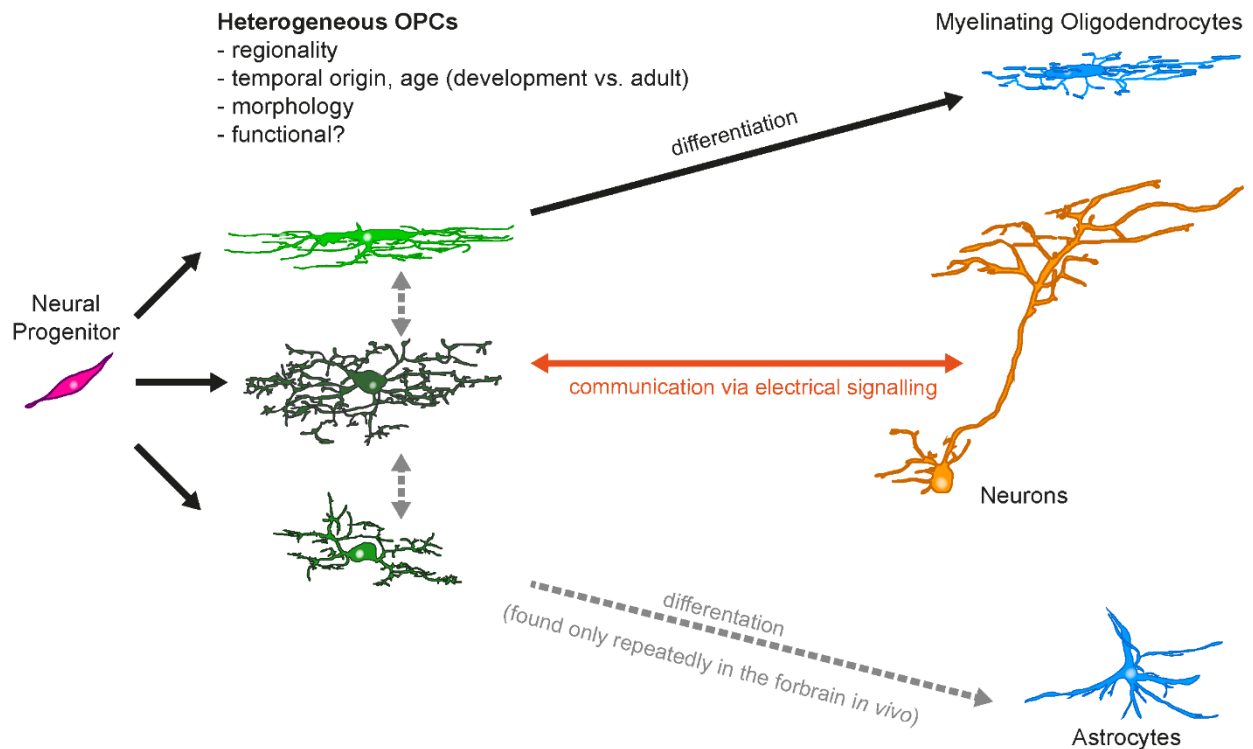 Heterogeneous OPCs
- regionality
- temporal origin, age (development vs. adult)
- morphology
- functional?
Myelinating Oligodendrocytes
differentiation
Neural
Progenitor
communication via electrical signalling
Neurons
differentation
(found only repeatedly in the forbrain in vivo)
Astrocytes